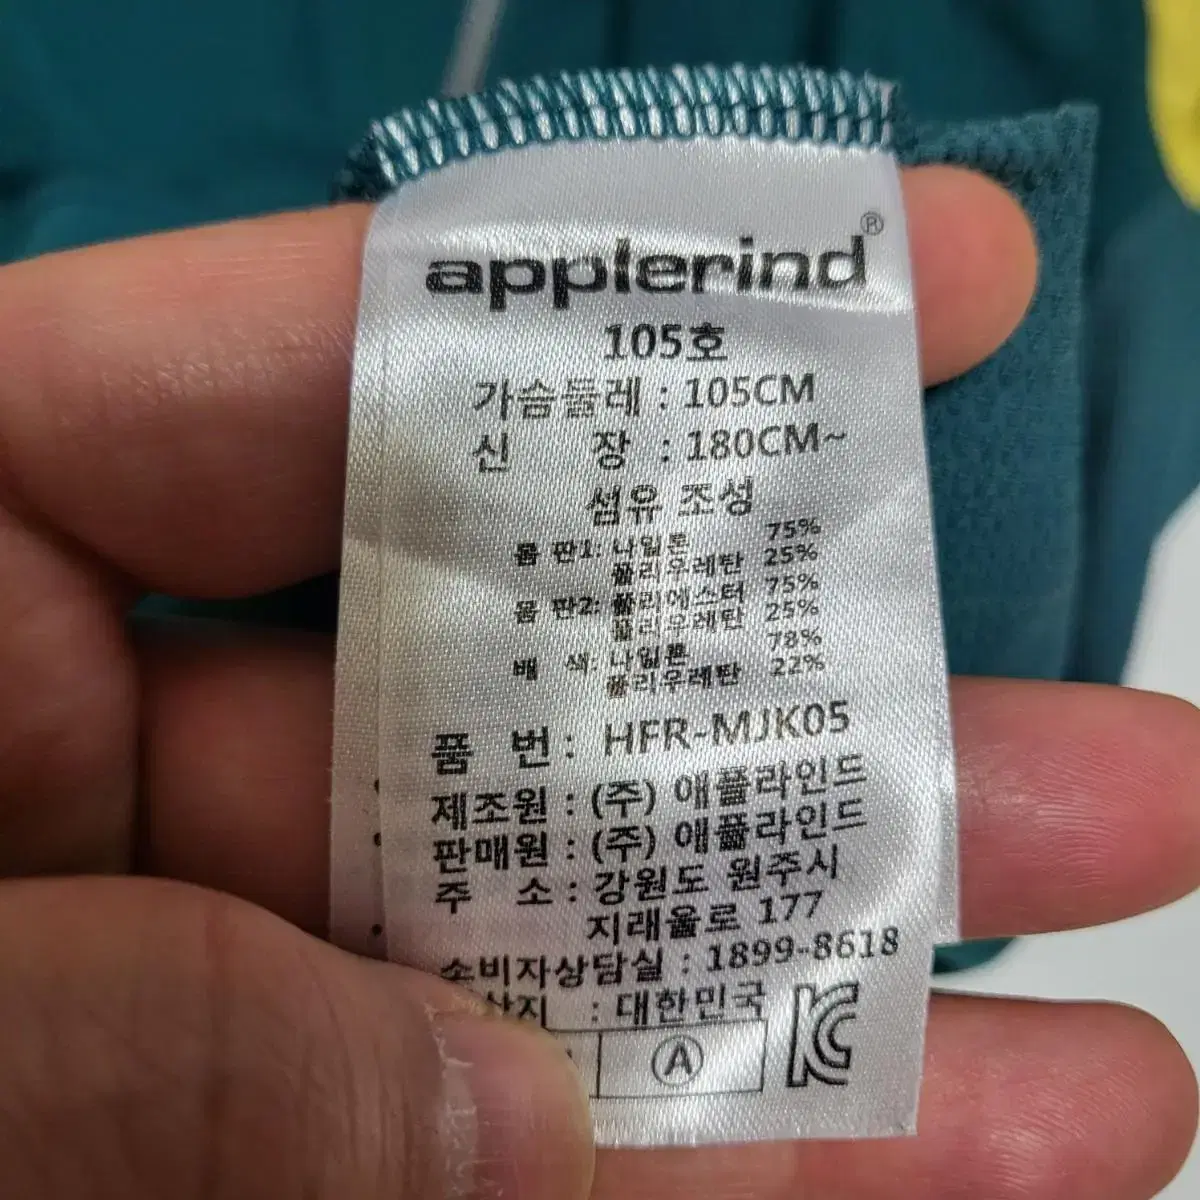 applerind®
105호
가슴둘레 : 105CM
신 장 : 180CM~
섬유 조성
몸 판1: 나일론 75%
폴리우레탄 25%
몸 판2: 폴리에스터 75%
폴리우레탄 25%
배 색: 나일론 78%
폴리우레탄 22%
품 번 : HFR-MJK05
제조원 : (주) 애플라인드
판매원 : (주) 애플라인드
주 소 : 강원도 원주시
지래울로 177
소비자상담실 : 1899-8618
: 대한민국
A
KC